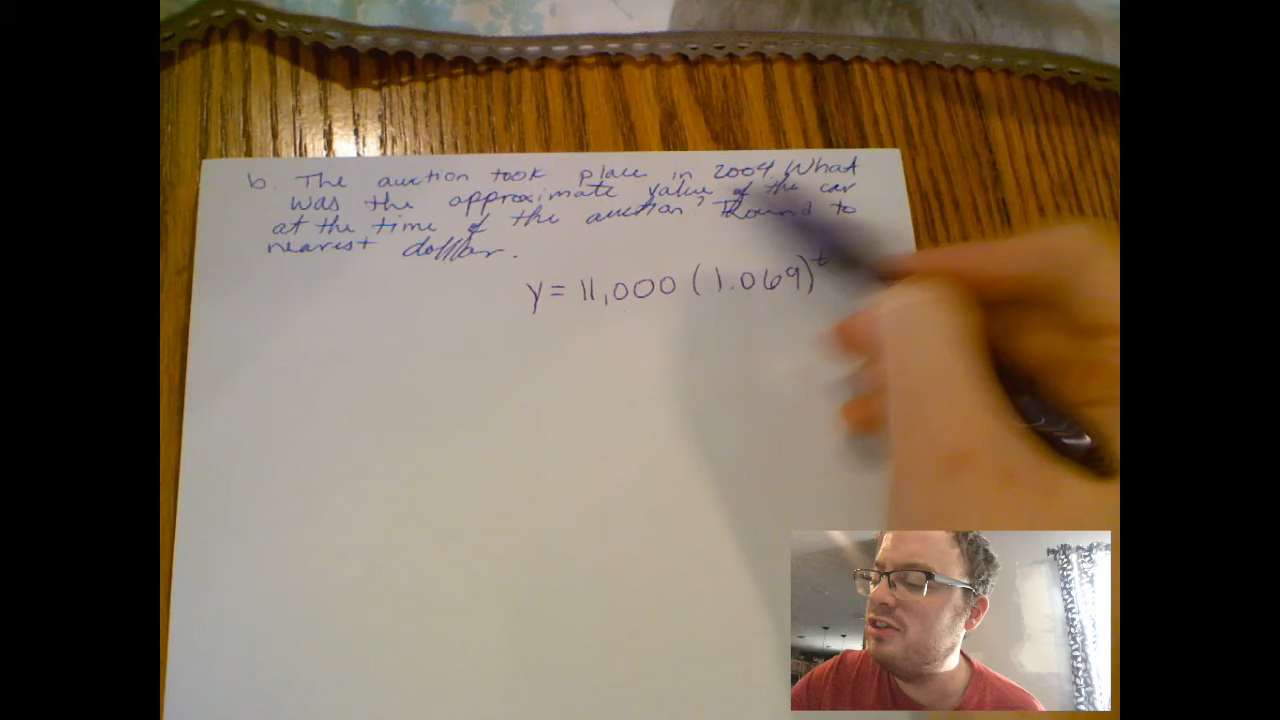 b. The auction took place in 2004. What
was the approximate value of the car
at the time of the auction? Round to
nearest dollar.
y = 11,000 (1.069)^t